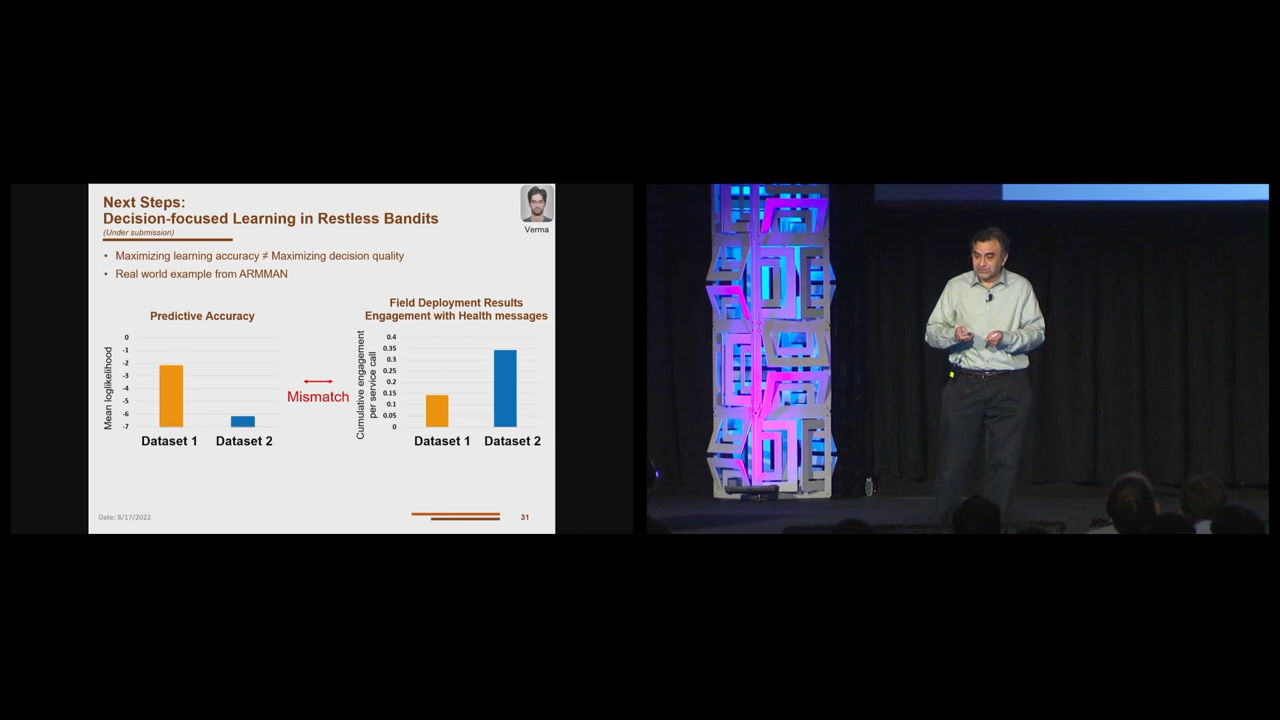 Next Steps:
Decision-focused Learning in Restless Bandits
(Under submission)
Verma
• Maximizing learning accuracy ≠ Maximizing decision quality
• Real world example from ARMMAN
Predictive Accuracy
Mean loglikelihood
0
-1
-2
-3
-4
-5
-6
-7
Dataset 1 Dataset 2
Mismatch
Field Deployment Results
Engagement with Health messages
Cumulative engagement
per service call
0.4
0.35
0.3
0.25
0.2
0.15
0.1
0.05
0
Dataset 1 Dataset 2
Date: 8/17/2022
31